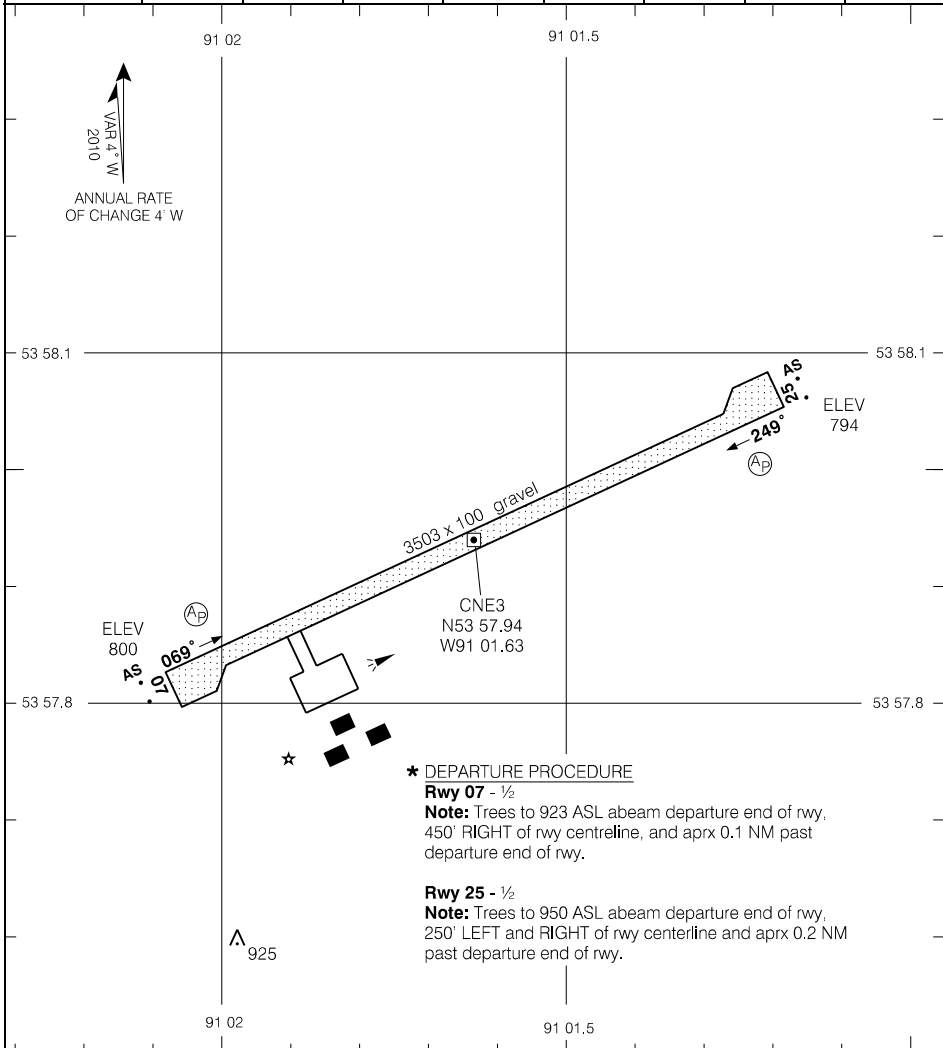 91 02
91 01.5
VAR 4° W
2010
ANNUAL RATE
OF CHANGE 4' W
53 58.1
53 58.1
AS
25
ELEV
794
249°
AP
3503 x 100 gravel
CNE3
N53 57.94
W91 01.63
AP
ELEV
800
069°
AS
07
53 57.8
53 57.8
* DEPARTURE PROCEDURE
Rwy 07 - ½
Note: Trees to 923 ASL abeam departure end of rwy,
450' RIGHT of rwy centreline, and aprx 0.1 NM past
departure end of rwy.
Rwy 25 - ½
Note: Trees to 950 ASL abeam departure end of rwy,
250' LEFT and RIGHT of rwy centerline and aprx 0.2 NM
past departure end of rwy.
925
91 02
91 01.5